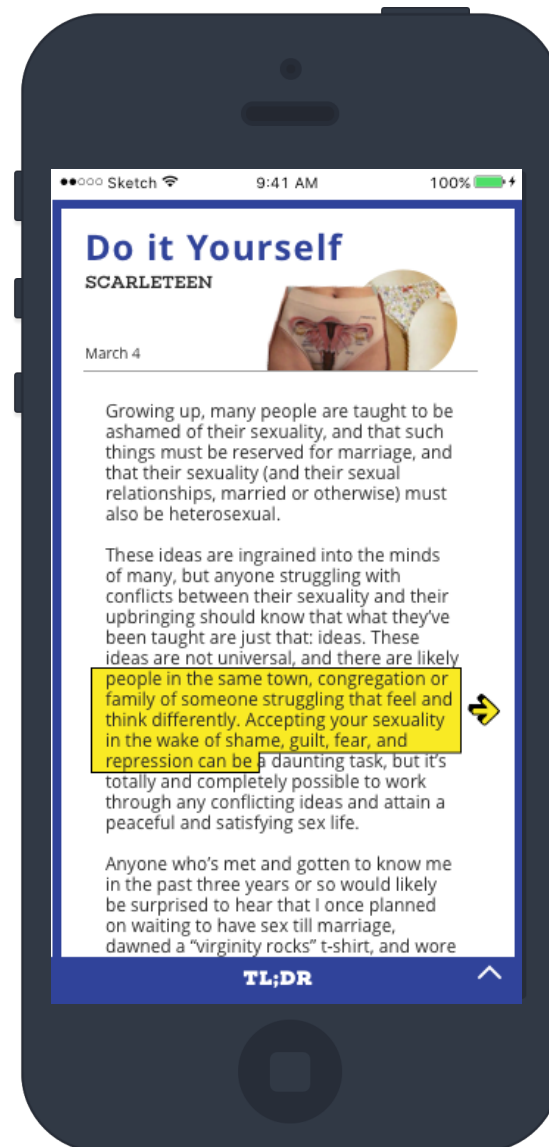 Sketch 9:41 AM 100%
Do it Yourself
SCARLETEEN
March 4
Growing up, many people are taught to be
ashamed of their sexuality, and that such
things must be reserved for marriage, and
that their sexuality (and their sexual
relationships, married or otherwise) must
also be heterosexual.
These ideas are ingrained into the minds
of many, but anyone struggling with
conflicts between their sexuality and their
upbringing should know that what they've
been taught are just that: ideas. These
ideas are not universal, and there are likely
people in the same town, congregation or
family of someone struggling that feel and
think differently. Accepting your sexuality
in the wake of shame, guilt, fear, and
repression can be a daunting task, but it's
totally and completely possible to work
through any conflicting ideas and attain a
peaceful and satisfying sex life.
Anyone who's met and gotten to know me
in the past three years or so would likely
be surprised to hear that I once planned
on waiting to have sex till marriage,
dawned a “virginity rocks” t-shirt, and wore
TL;DR